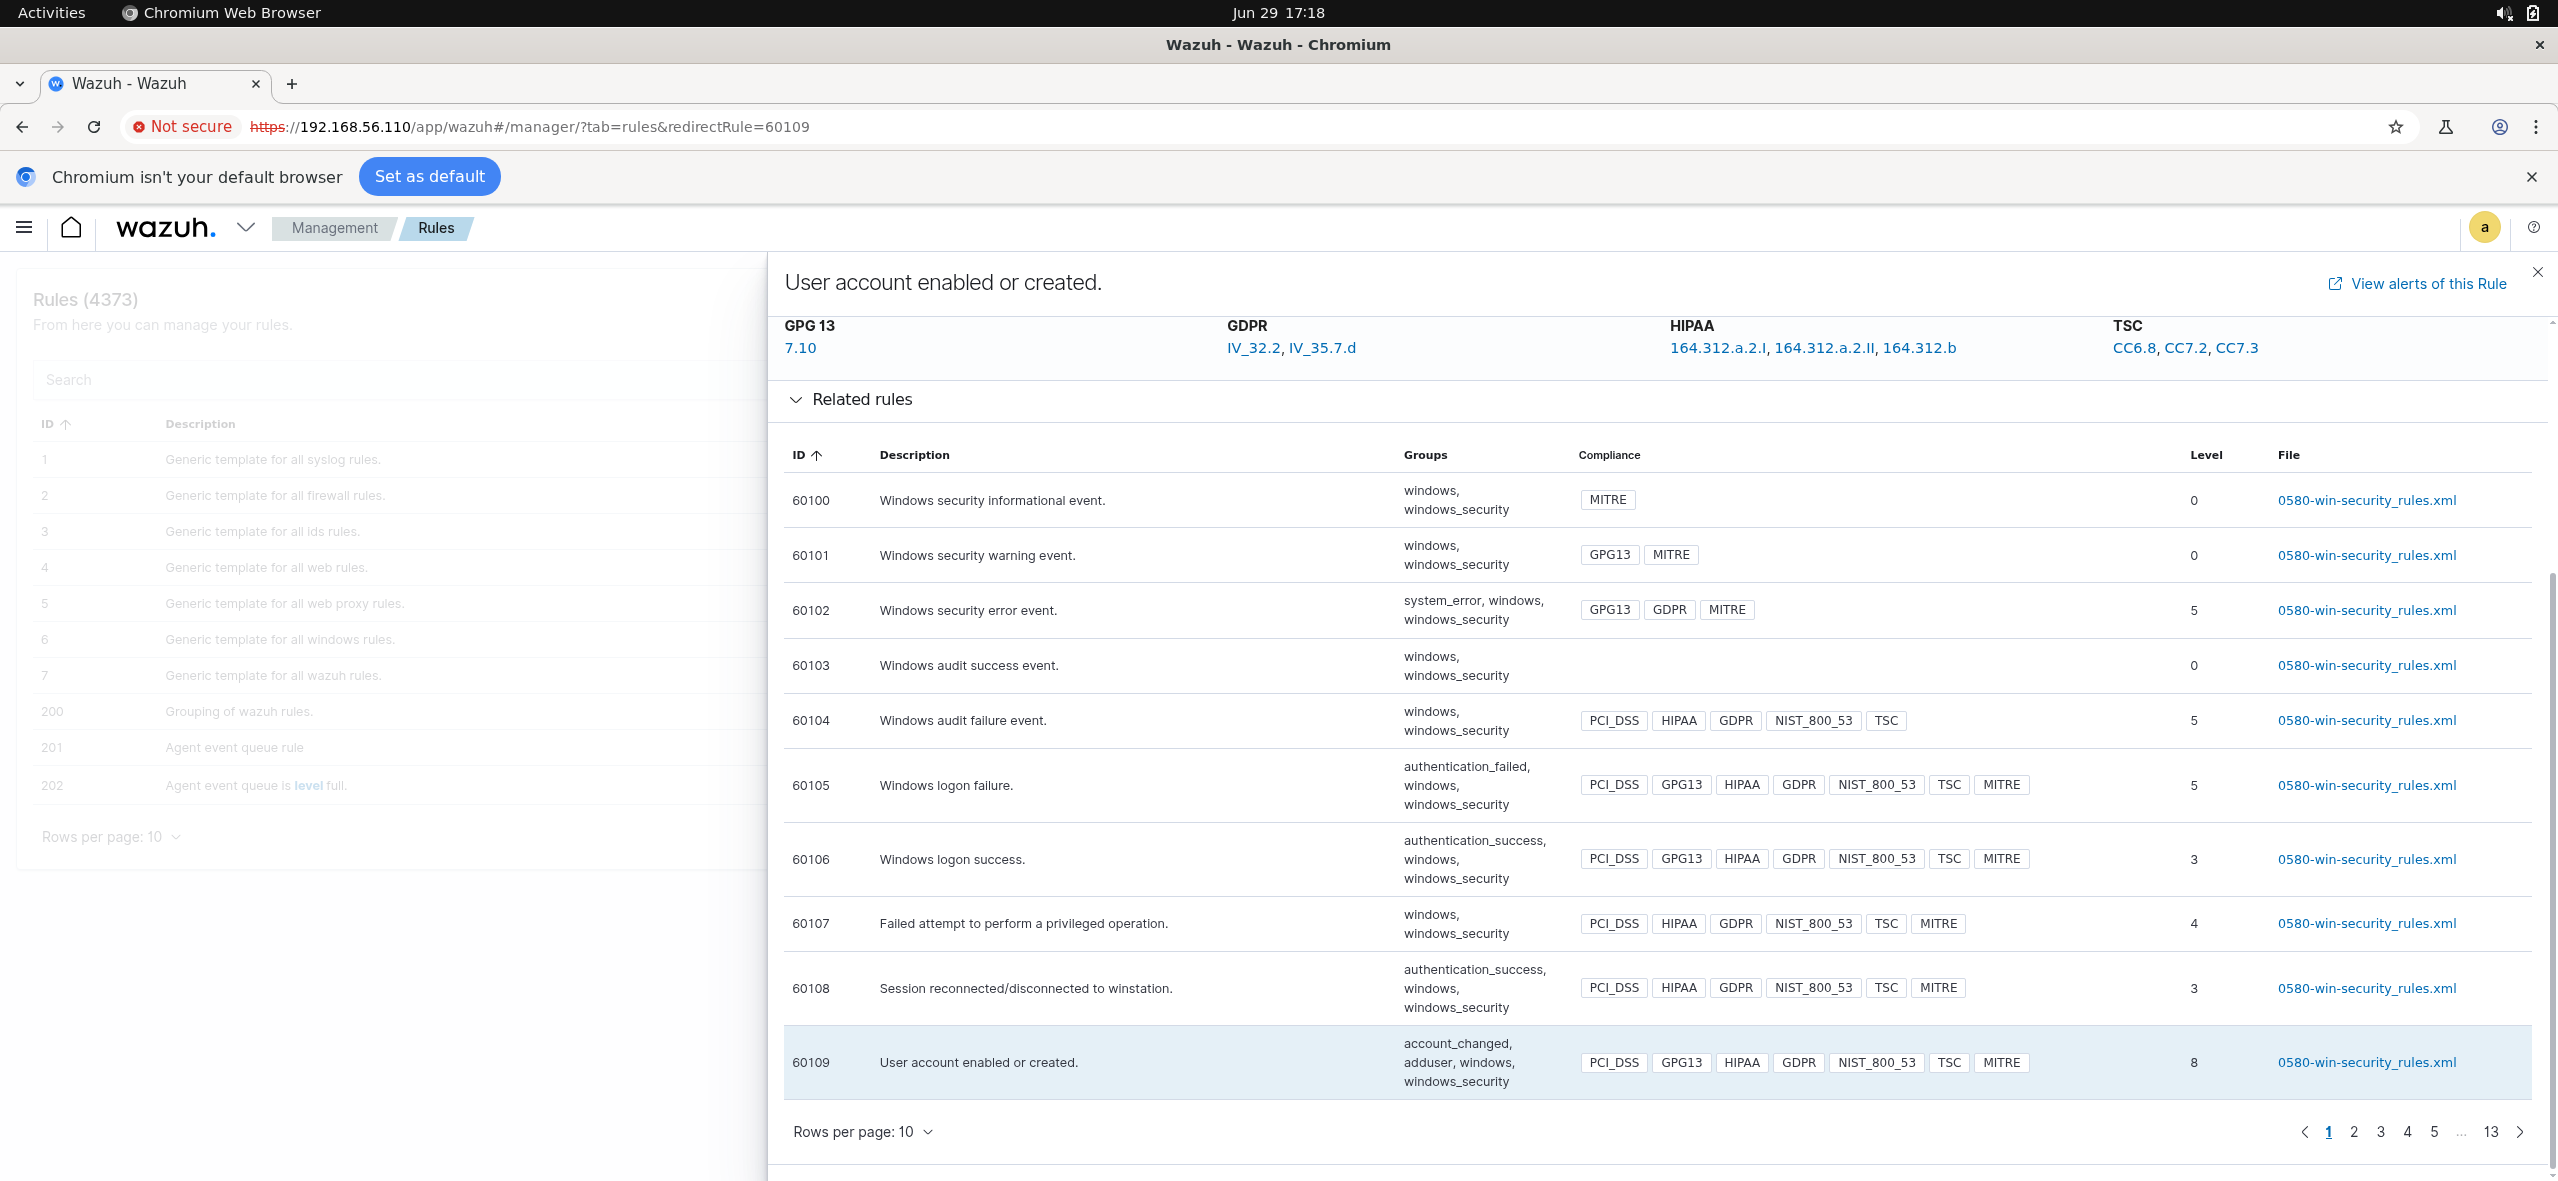 Activities Chromium Web Browser Jun 29 17:18
Wazuh - Wazuh - Chromium
Wazuh - Wazuh
Not secure https://192.168.56.110/app/wazuh#/manager/?tab=rules&redirectRule=60109
Chromium isn't your default browser Set as default
wazuh. Management Rules a
Rules (4373)
From here you can manage your rules.
Search
ID Description
1 Generic template for all syslog rules.
2 Generic template for all firewall rules.
3 Generic template for all ids rules.
4 Generic template for all web rules.
5 Generic template for all web proxy rules.
6 Generic template for all windows rules.
7 Generic template for all wazuh rules.
200 Grouping of wazuh rules.
201 Agent event queue rule
202 Agent event queue is level full.
Rows per page: 10
User account enabled or created. View alerts of this Rule
GPG 13 GDPR HIPAA TSC
7.10 IV_32.2, IV_35.7.d 164.312.a.2.I, 164.312.a.2.II, 164.312.b CC6.8, CC7.2, CC7.3
Related rules
ID Description Groups Compliance Level File
60100 Windows security informational event. windows, windows_security MITRE 0 0580-win-security_rules.xml
60101 Windows security warning event. windows, windows_security GPG13 MITRE 0 0580-win-security_rules.xml
60102 Windows security error event. system_error, windows, windows_security GPG13 GDPR MITRE 5 0580-win-security_rules.xml
60103 Windows audit success event. windows, windows_security 0 0580-win-security_rules.xml
60104 Windows audit failure event. windows, windows_security PCI_DSS HIPAA GDPR NIST_800_53 TSC 5 0580-win-security_rules.xml
60105 Windows logon failure. authentication_failed, windows, windows_security PCI_DSS GPG13 HIPAA GDPR NIST_800_53 TSC MITRE 5 0580-win-security_rules.xml
60106 Windows logon success. authentication_success, windows, windows_security PCI_DSS GPG13 HIPAA GDPR NIST_800_53 TSC MITRE 3 0580-win-security_rules.xml
60107 Failed attempt to perform a privileged operation. windows, windows_security PCI_DSS HIPAA GDPR NIST_800_53 TSC MITRE 4 0580-win-security_rules.xml
60108 Session reconnected/disconnected to winstation. authentication_success, windows, windows_security PCI_DSS HIPAA GDPR NIST_800_53 TSC MITRE 3 0580-win-security_rules.xml
60109 User account enabled or created. account_changed, adduser, windows, windows_security PCI_DSS GPG13 HIPAA GDPR NIST_800_53 TSC MITRE 8 0580-win-security_rules.xml
Rows per page: 10 1 2 3 4 5 ... 13